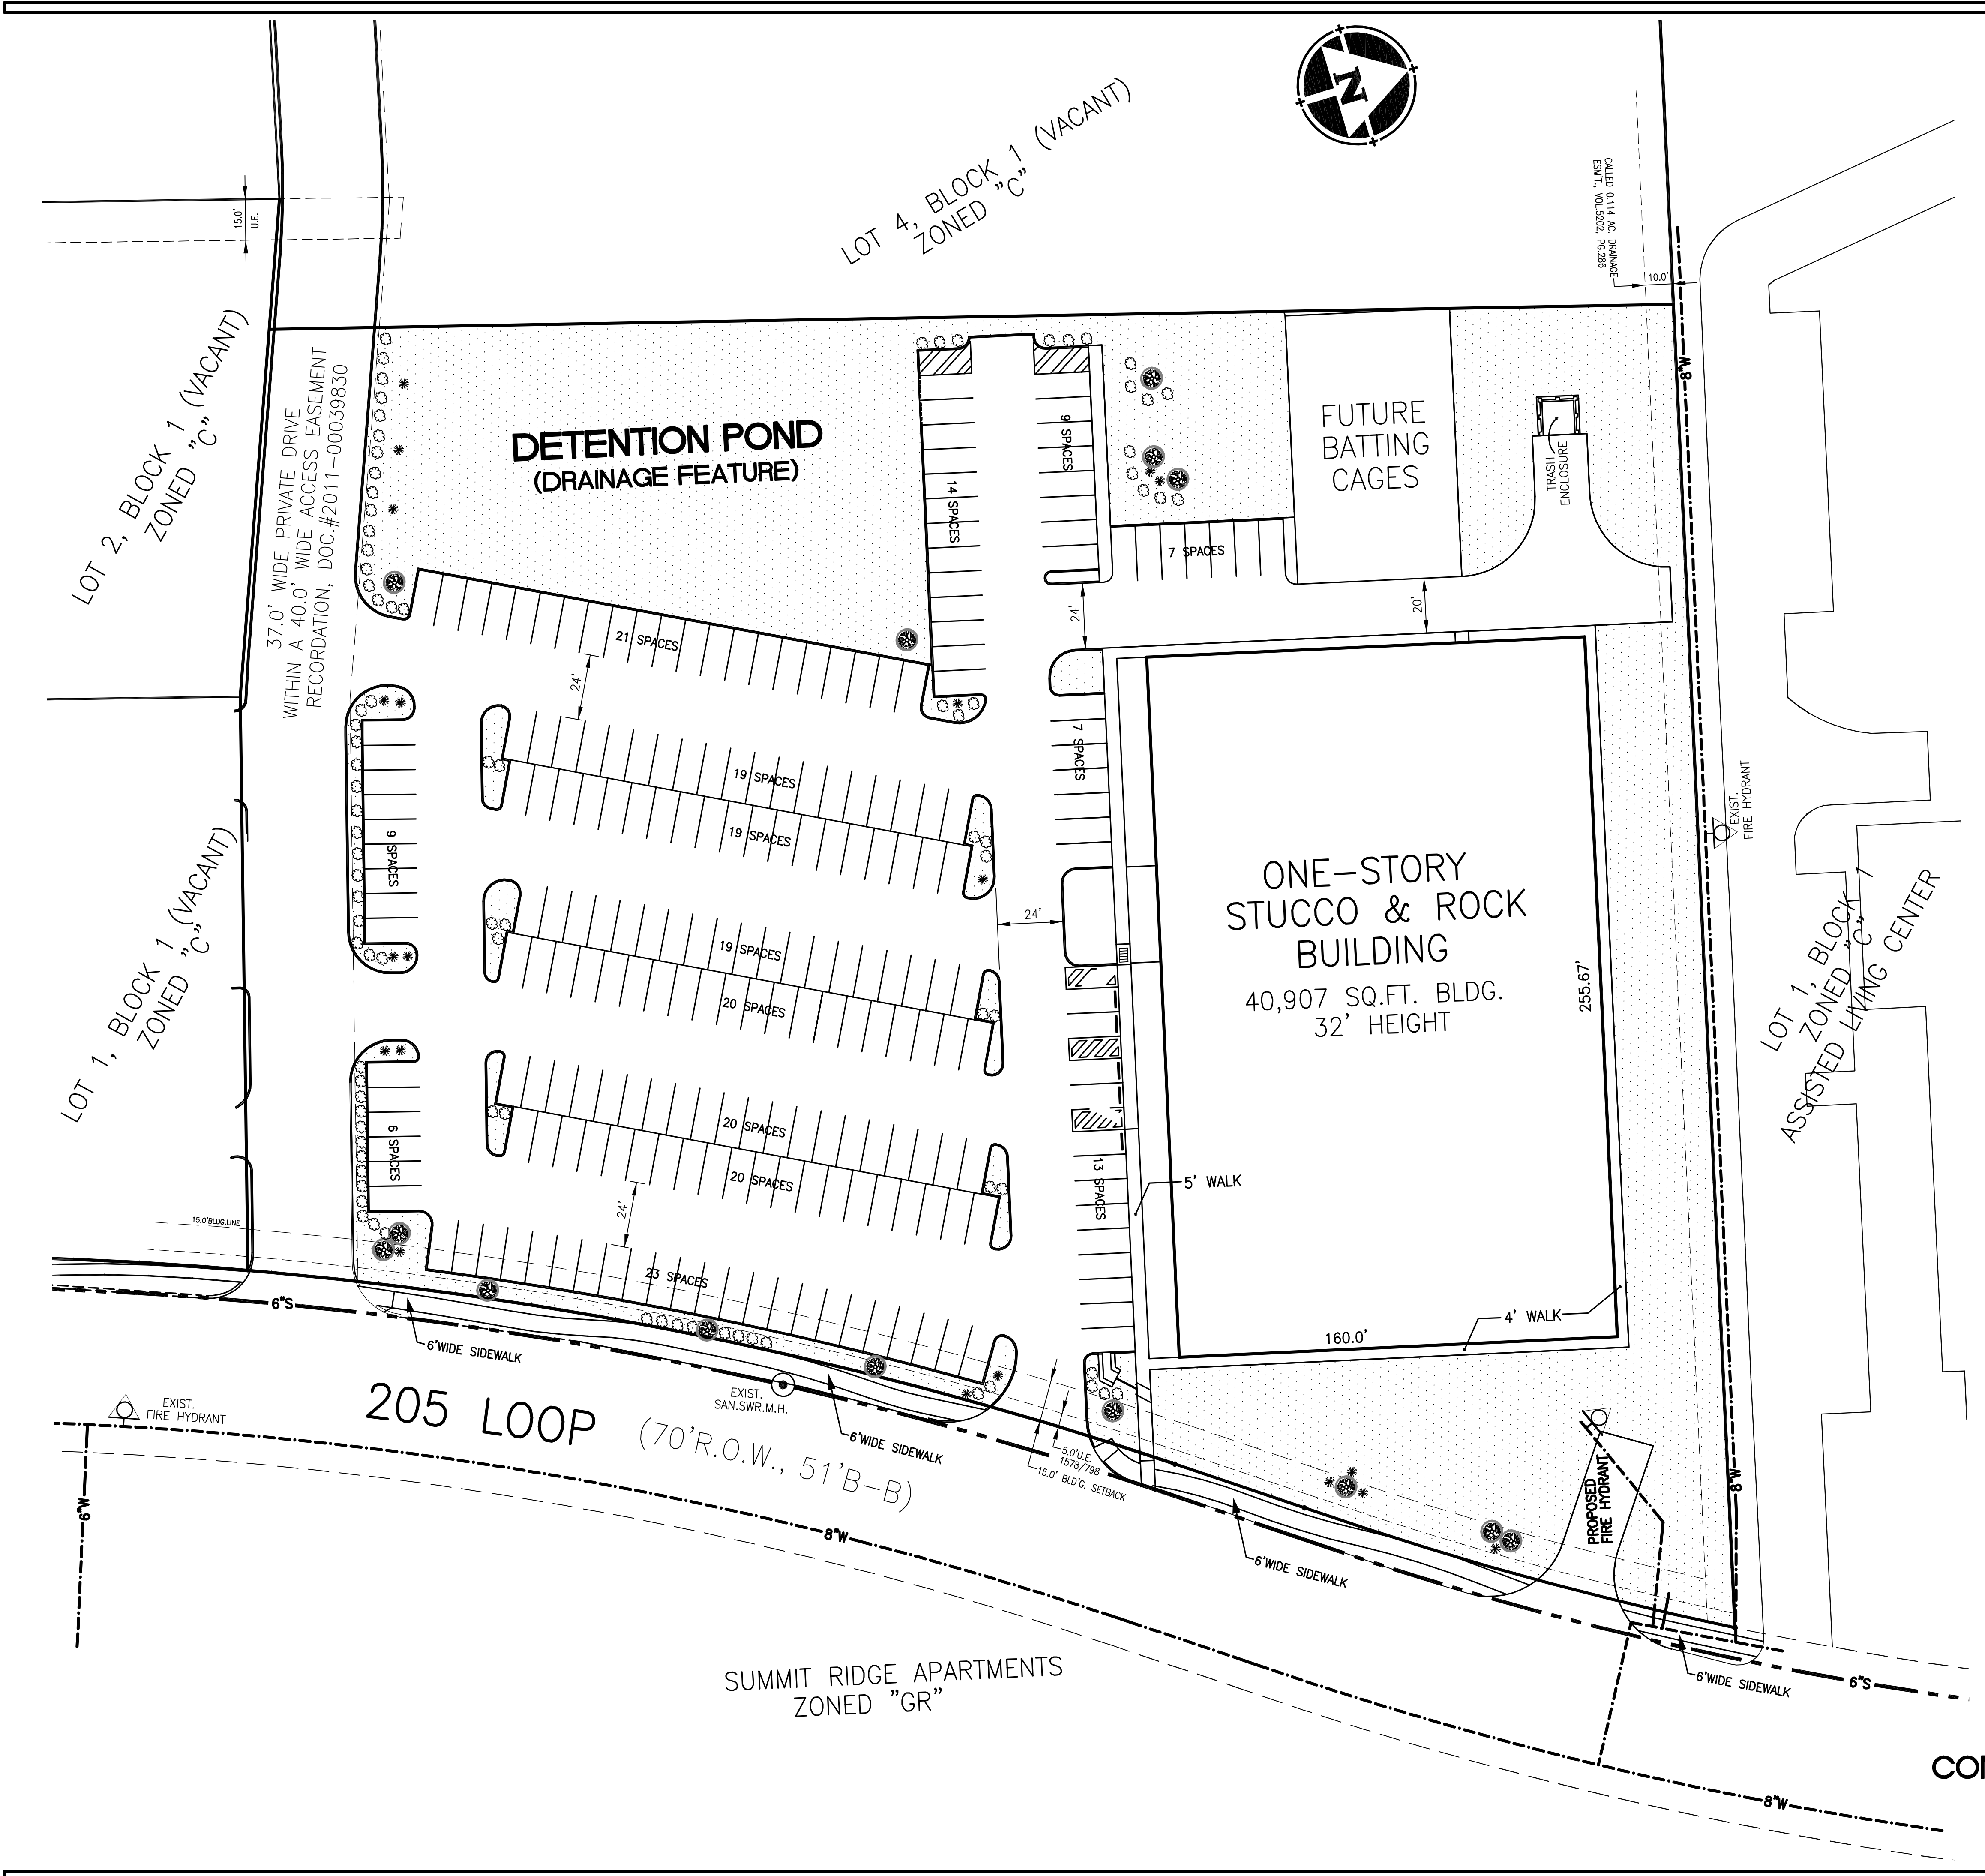 N
LOT 4, BLOCK 1 (VACANT)
ZONED "C"
CALLED 0.114 AC. DRAINAGE
ESM'T., VOL.5202, PG.286
10.0'
15.0'
U.E.
8"W
LOT 2, BLOCK 1 (VACANT)
ZONED "C"
37.0' WIDE PRIVATE DRIVE
WITHIN A 40.0' WIDE ACCESS EASEMENT
RECORDATION, DOC.#2011-00039830
DETENTION POND
(DRAINAGE FEATURE)
14 SPACES
9 SPACES
7 SPACES
FUTURE
BATTING
CAGES
TRASH
ENCLOSURE
24'
20'
21 SPACES
24'
19 SPACES
19 SPACES
7 SPACES
9 SPACES
19 SPACES
20 SPACES
24'
ONE-STORY
STUCCO & ROCK
BUILDING
40,907 SQ.FT. BLDG.
32' HEIGHT
255.67'
160.0'
EXIST.
FIRE HYDRANT
LOT 1, BLOCK 1
ZONED "C"
ASSISTED LIVING CENTER
LOT 1, BLOCK 1 (VACANT)
ZONED "C"
6 SPACES
20 SPACES
20 SPACES
24'
13 SPACES
5' WALK
4' WALK
23 SPACES
15.0'BLDG.LINE
6"S
6'WIDE SIDEWALK
EXIST.
FIRE HYDRANT
205 LOOP (70'R.O.W., 51'B-B)
EXIST.
SAN.SWR.M.H.
6'WIDE SIDEWALK
5.0'U.E.
1578/798
15.0' BLD'G. SETBACK
6'WIDE SIDEWALK
PROPOSED
FIRE HYDRANT
8"W
6"W
8"W
6'WIDE SIDEWALK
6"S
SUMMIT RIDGE APARTMENTS
ZONED "GR"
8"W